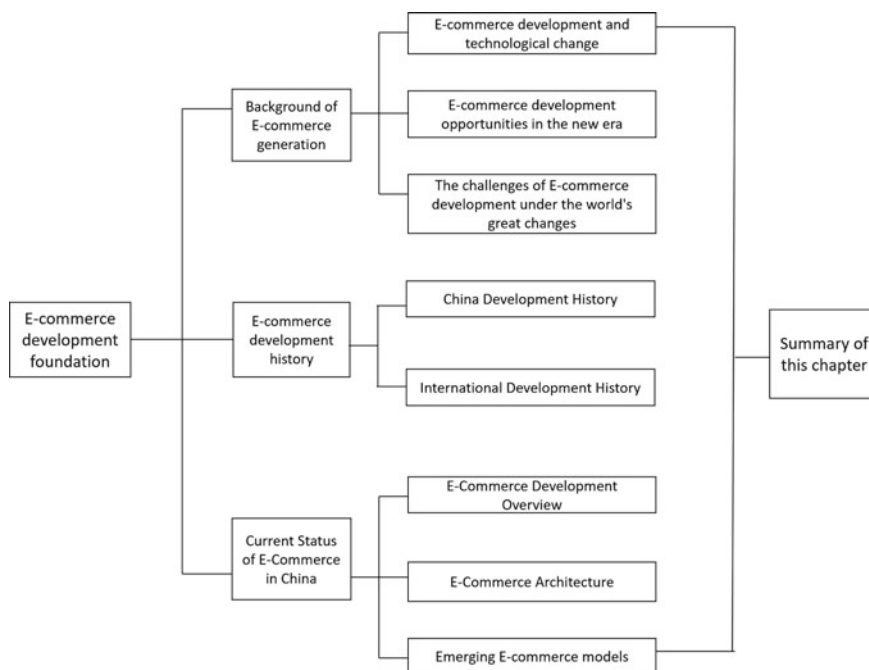 E-commerce development and
technological change
Background of
E-commerce
generation
E-commerce development
opportunities in the new era
The challenges of E-commerce
development under the world's
great changes
E-commerce
development
foundation
E-commerce
development
history
China Development History
International Development History
Summary of
this chapter
Current Status
of E-Commerce
in China
E-Commerce Development
Overview
E-Commerce Architecture
Emerging E-commerce models